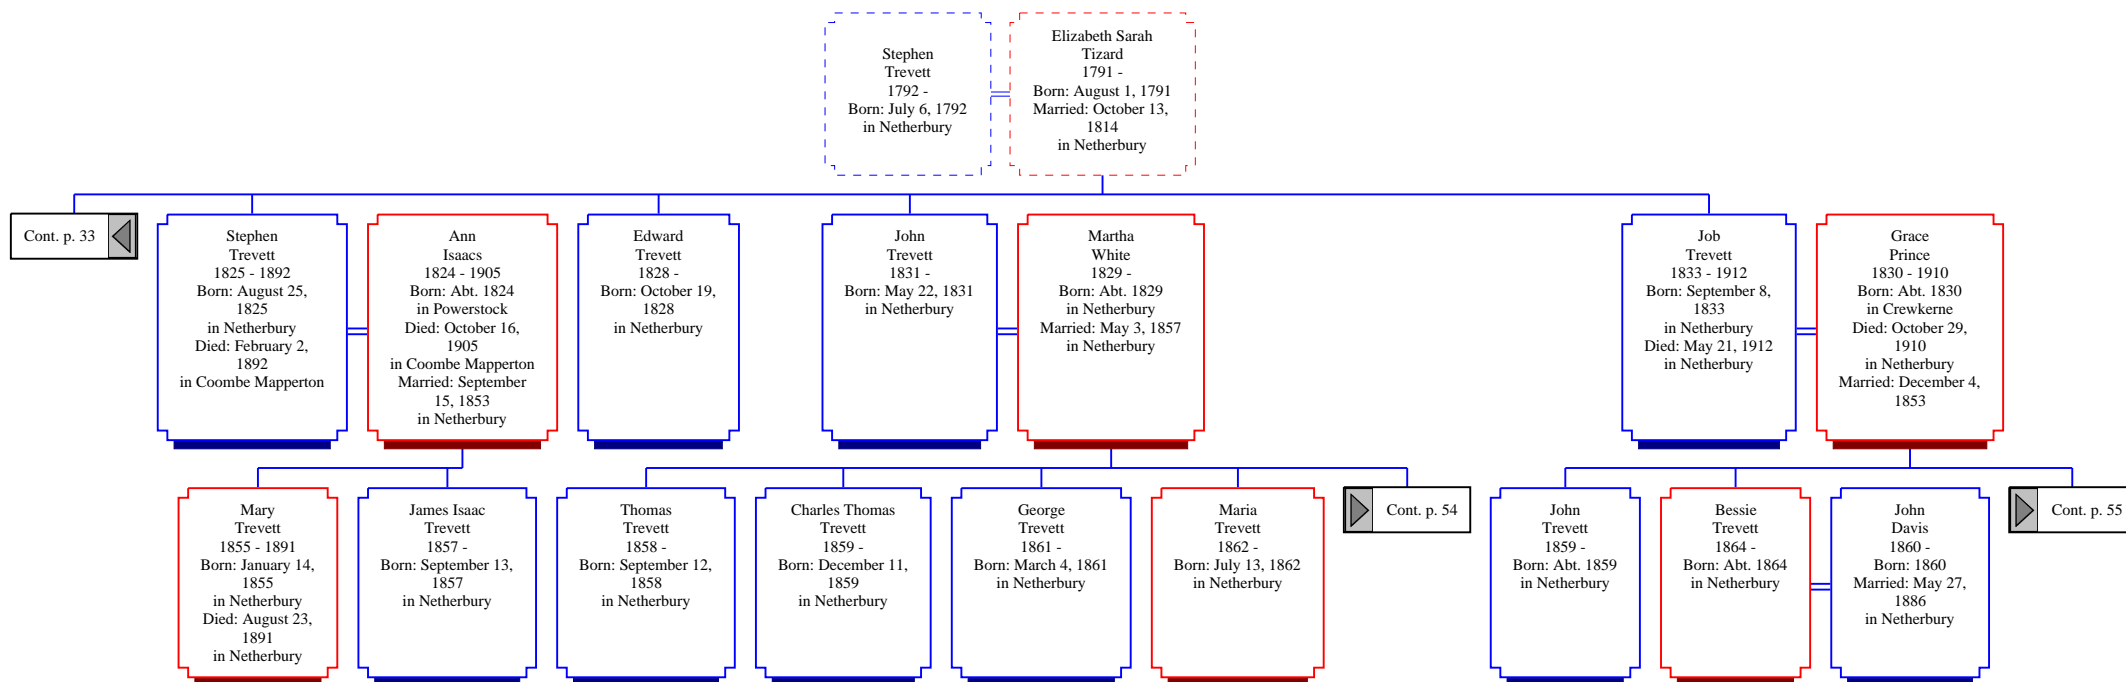 Stephen
Trevett
1792 -
Born: July 6, 1792
in Netherbury
Elizabeth Sarah
Tizard
1791 -
Born: August 1, 1791
Married: October 13,
1814
in Netherbury
Cont. p. 33
Stephen
Trevett
1825 - 1892
Born: August 25,
1825
in Netherbury
Died: February 2,
1892
in Coombe Mapperton
Ann
Isaacs
1824 - 1905
Born: Abt. 1824
in Powerstock
Died: October 16,
1905
in Coombe Mapperton
Married: September
15, 1853
in Netherbury
Edward
Trevett
1828 -
Born: October 19,
1828
in Netherbury
John
Trevett
1831 -
Born: May 22, 1831
in Netherbury
Martha
White
1829 -
Born: Abt. 1829
in Netherbury
Married: May 3, 1857
in Netherbury
Job
Trevett
1833 - 1912
Born: September 8,
1833
in Netherbury
Died: May 21, 1912
in Netherbury
Grace
Prince
1830 - 1910
Born: Abt. 1830
in Crewkerne
Died: October 29,
1910
in Netherbury
Married: December 4,
1853
Mary
Trevett
1855 - 1891
Born: January 14,
1855
in Netherbury
Died: August 23,
1891
in Netherbury
James Isaac
Trevett
1857 -
Born: September 13,
1857
in Netherbury
Thomas
Trevett
1858 -
Born: September 12,
1858
in Netherbury
Charles Thomas
Trevett
1859 -
Born: December 11,
1859
in Netherbury
George
Trevett
1861 -
Born: March 4, 1861
in Netherbury
Maria
Trevett
1862 -
Born: July 13, 1862
in Netherbury
Cont. p. 54
John
Trevett
1859 -
Born: Abt. 1859
in Netherbury
Bessie
Trevett
1864 -
Born: Abt. 1864
in Netherbury
John
Davis
1860 -
Born: 1860
Married: May 27,
1886
in Netherbury
Cont. p. 55